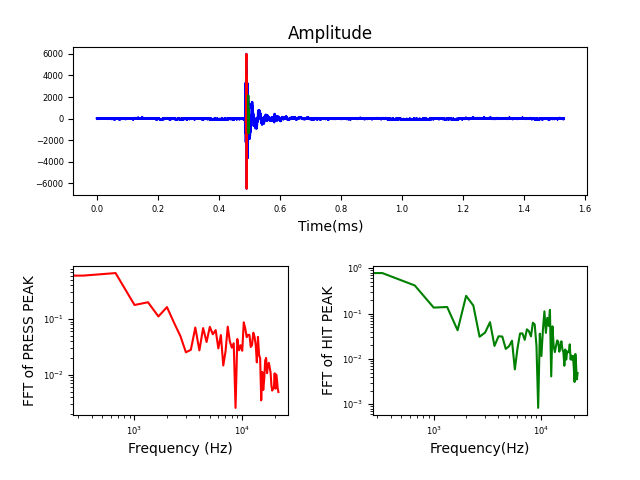 Amplitude
6000
4000
2000
0
−2000
−4000
−6000
0.0 0.2 0.4 0.6 0.8 1.0 1.2 1.4 1.6
Time(ms)
FFT of PRESS PEAK
10⁻¹
10⁻²
10³ 10⁴
Frequency (Hz)
FFT of HIT PEAK
10⁰
10⁻¹
10⁻²
10⁻³
10³ 10⁴
Frequency(Hz)